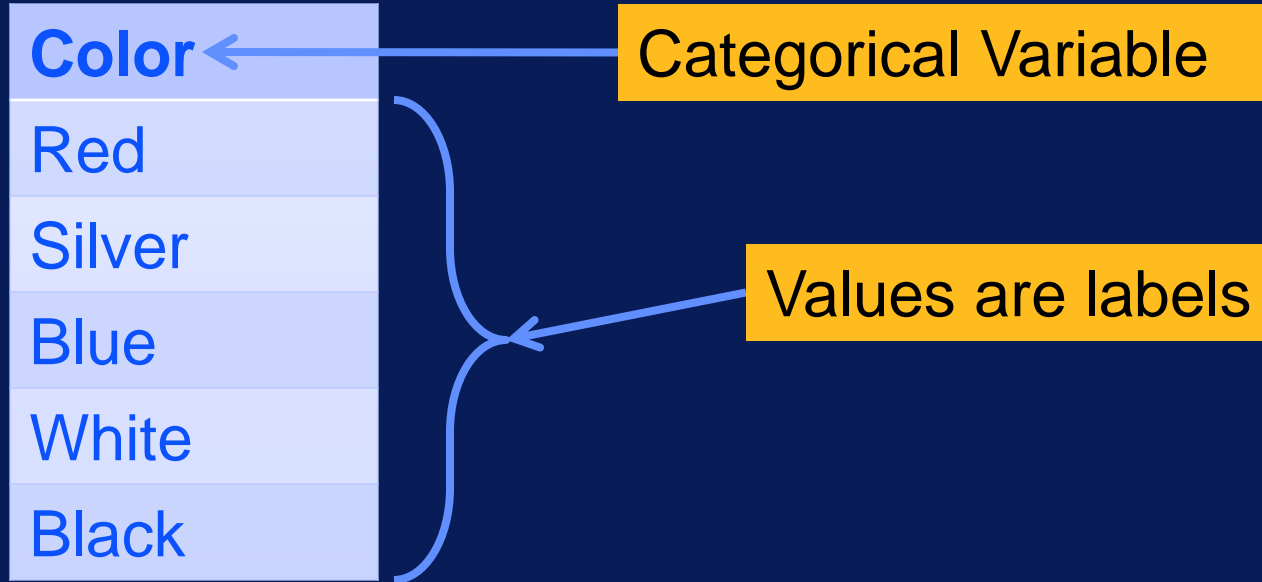 Color
Categorical Variable
Red
Silver
Blue
White
Black
Values are labels